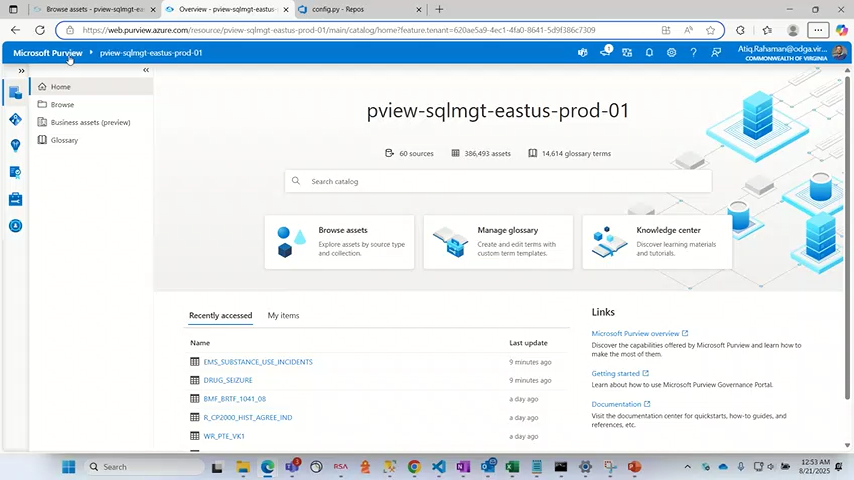 Browse assets - pview-sqlmgt-e
Overview - pview-sqlmgt-eastus-
config.py - Repos
https://web.purview.azure.com/resource/pview-sqlmgt-eastus-prod-01/main/catalog/home?feature.tenant=620ae5a9-4ec1-4fa0-8641-5d9f386c7309
Microsoft Purview
pview-sqlmgt-eastus-prod-01
1
Atiq.Rahaman@odga.vir...
COMMONWEALTH OF VIRGINIA
Home
Browse
Business assets (preview)
Glossary
pview-sqlmgt-eastus-prod-01
60 sources
386,493 assets
14,614 glossary terms
Search catalog
Browse assets
Explore assets by source type
and collection.
Manage glossary
Create and edit terms with
custom term templates.
Knowledge center
Discover learning materials
and tutorials.
Recently accessed
My items
Name
Last update
EMS_SUBSTANCE_USE_INCIDENTS
9 minutes ago
DRUG_SEIZURE
9 minutes ago
BMF_BRTF_1041_08
a day ago
R_CP2000_HIST_AGREE_IND
a day ago
WR_PTE_VK1
a day ago
Links
Microsoft Purview overview
Discover the capabilities offered by Microsoft Purview and learn how to
make the most of them.
Getting started
Learn about how to use Microsoft Purview Governance Portal.
Documentation
Visit the documentation center for quickstarts, how-to guides, and
references, etc.
Search
RSA
12:53 AM
8/21/2025